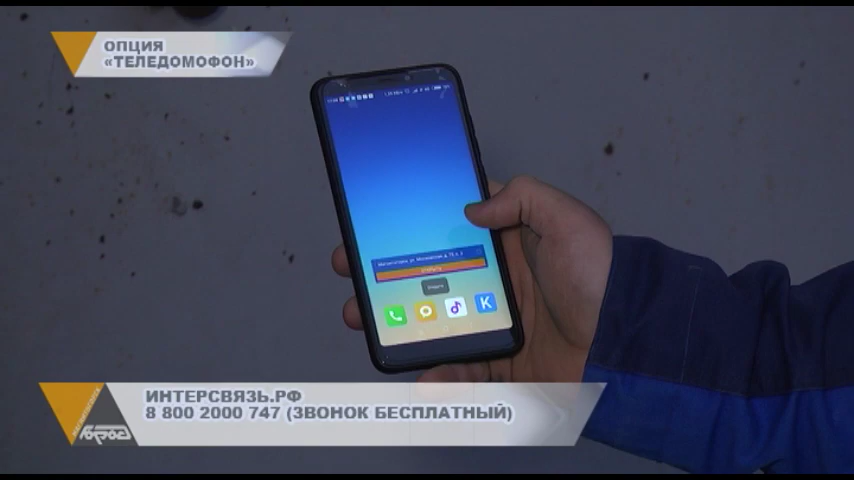 ОПЦИЯ
«ТЕЛЕДОМОФОН»
K
ИНТЕРСВЯЗЬ.РФ
8 800 2000 747 (ЗВОНОК БЕСПЛАТНЫЙ)